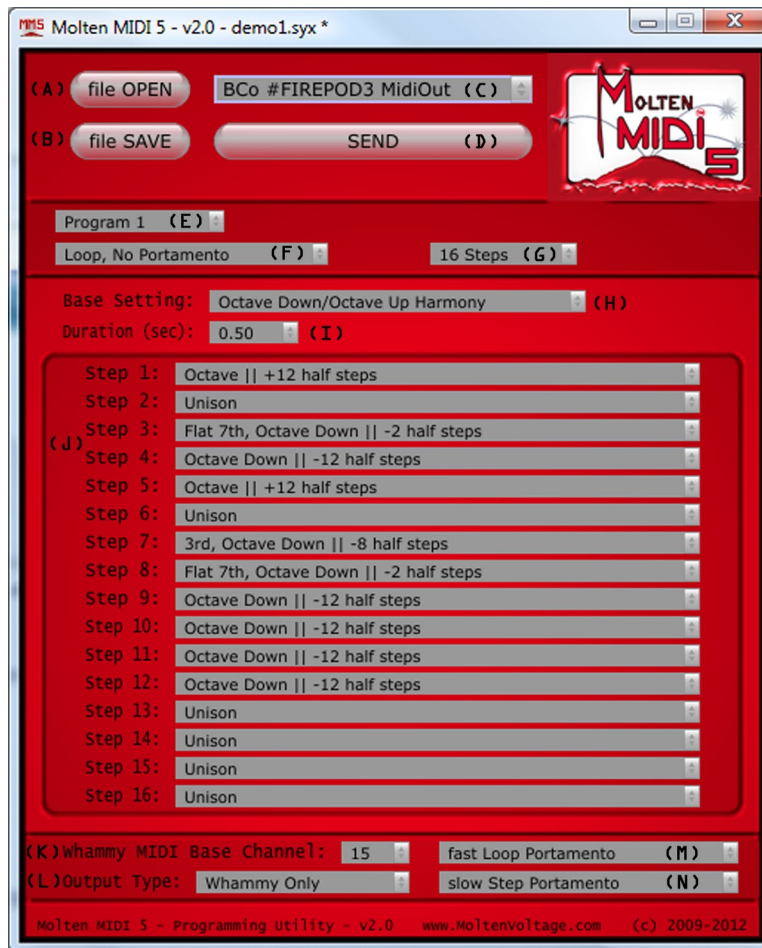 MM5 Molten MIDI 5 - v2.0 - demo1.syx *
(A) file OPEN BCo #FIREPOD3 MidiOut (C)
(B) file SAVE SEND (D)
MOLTEN MIDI 5
Program 1 (E)
Loop, No Portamento (F) 16 Steps (G)
Base Setting: Octave Down/Octave Up Harmony (H)
Duration (sec): 0.50 (I)
(J)
Step 1: Octave || +12 half steps
Step 2: Unison
Step 3: Flat 7th, Octave Down || -2 half steps
Step 4: Octave Down || -12 half steps
Step 5: Octave || +12 half steps
Step 6: Unison
Step 7: 3rd, Octave Down || -8 half steps
Step 8: Flat 7th, Octave Down || -2 half steps
Step 9: Octave Down || -12 half steps
Step 10: Octave Down || -12 half steps
Step 11: Octave Down || -12 half steps
Step 12: Octave Down || -12 half steps
Step 13: Unison
Step 14: Unison
Step 15: Unison
Step 16: Unison
(K) Whammy MIDI Base Channel: 15 fast Loop Portamento (M)
(L) Output Type: Whammy Only slow Step Portamento (N)
Molten MIDI 5 - Programming Utility - v2.0 www.MoltenVoltage.com (c) 2009-2012